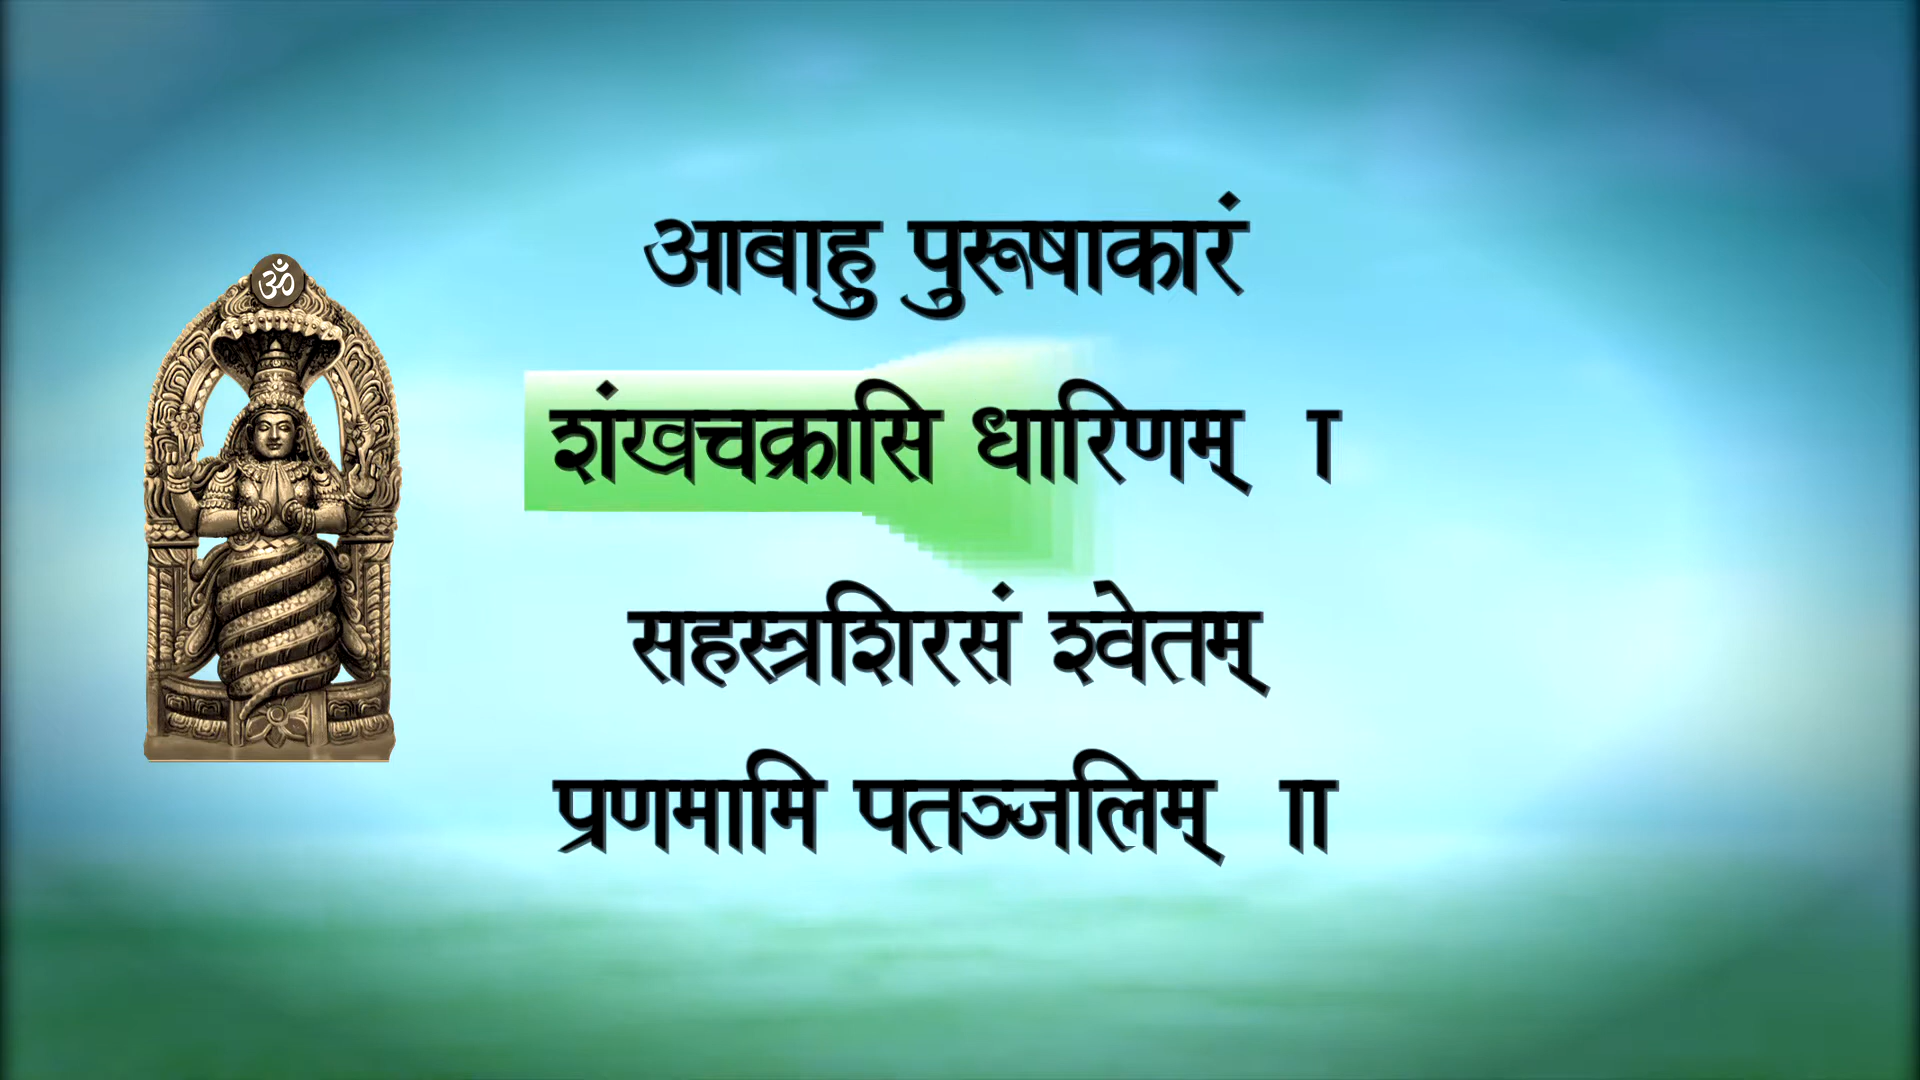 ॐ
आबाहु पुरूषाकारं
शंखचक्रासि धारिणम् ।
सहस्त्रशिरसं श्वेतम्
प्रणमामि पतञ्जलिम् ॥